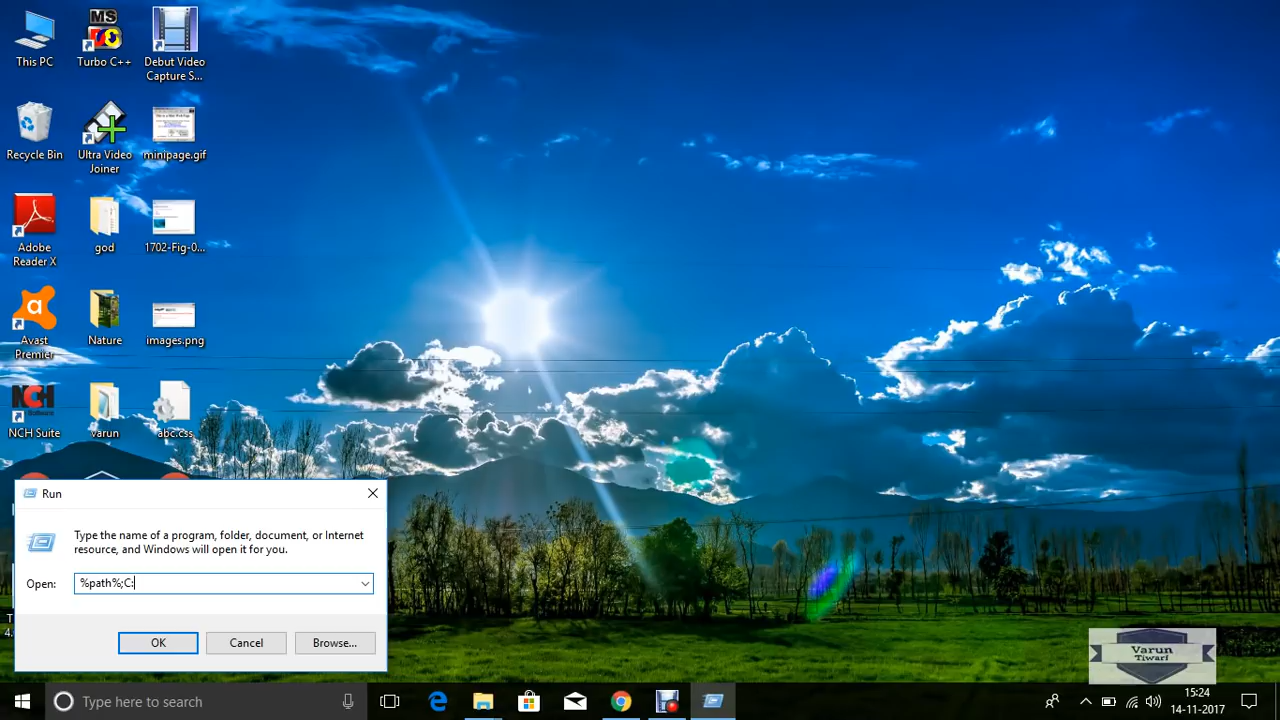 This PC
MS
Turbo C++
Debut Video
Capture S...
Recycle Bin
Ultra Video
Joiner
minipage.gif
Adobe
Reader X
god
1702-Fig-0...
Avast
Premier
Nature
images.png
NCH
NCH Suite
varun
abc.css
Run
Type the name of a program, folder, document, or Internet
resource, and Windows will open it for you.
Open:
%path%;C:
OK
Cancel
Browse...
Varun
Tiwari
Type here to search
15:24
14-11-2017